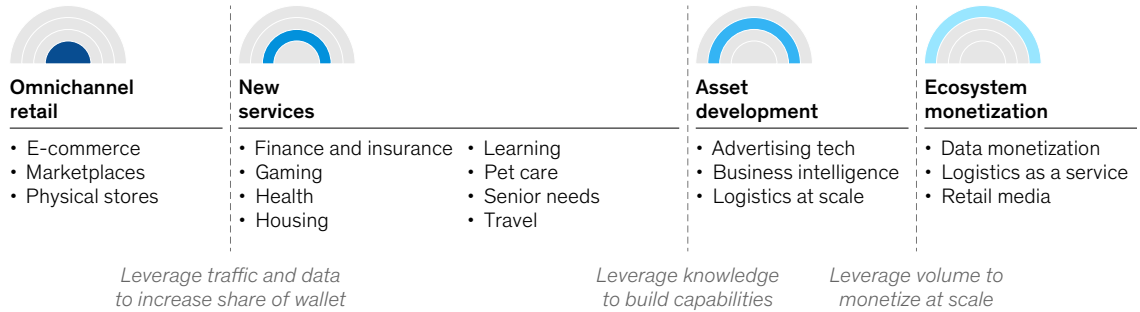 Omnichannel
retail
• E-commerce
• Marketplaces
• Physical stores
New
services
• Finance and insurance
• Gaming
• Health
• Housing
• Learning
• Pet care
• Senior needs
• Travel
Asset
development
• Advertising tech
• Business intelligence
• Logistics at scale
Ecosystem
monetization
• Data monetization
• Logistics as a service
• Retail media
Leverage traffic and data
to increase share of wallet
Leverage knowledge
to build capabilities
Leverage volume to
monetize at scale